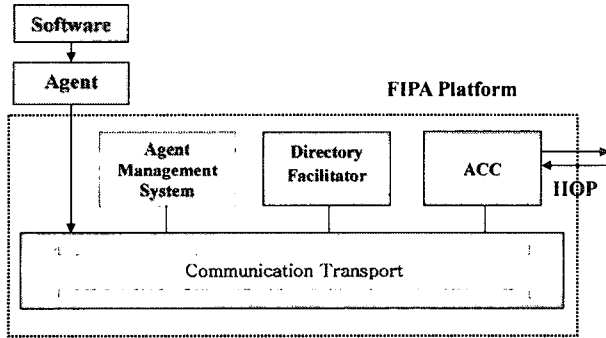 Software
Agent
FIPA Platform
Agent
Management
System
Directory
Facilitator
ACC
IIOP
Communication Transport